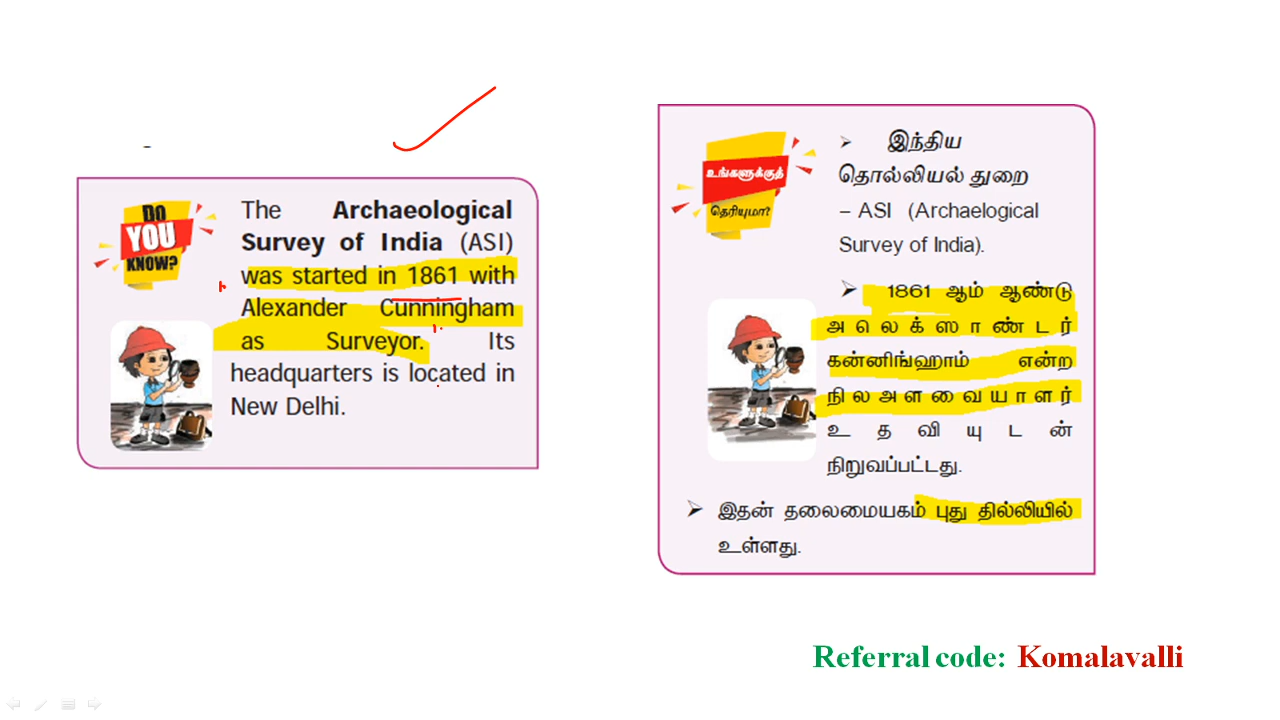 DO
YOU
KNOW?
The Archaeological
Survey of India (ASI)
was started in 1861 with
Alexander Cunningham
as Surveyor. Its
headquarters is located in
New Delhi.
உங்களுக்குத்
தெரியுமா?
➢ இந்திய
தொல்லியல் துறை
– ASI (Archaelogical
Survey of India).
➢ 1861 ஆம் ஆண்டு
அலெக்ஸாண்டர்
கன்னிங்ஹாம் என்ற
நிலஅளவையாளர்
உதவியுடன்
நிறுவப்பட்டது.
➢ இதன் தலைமையகம் புது தில்லியில்
உள்ளது.
Referral code: Komalavalli